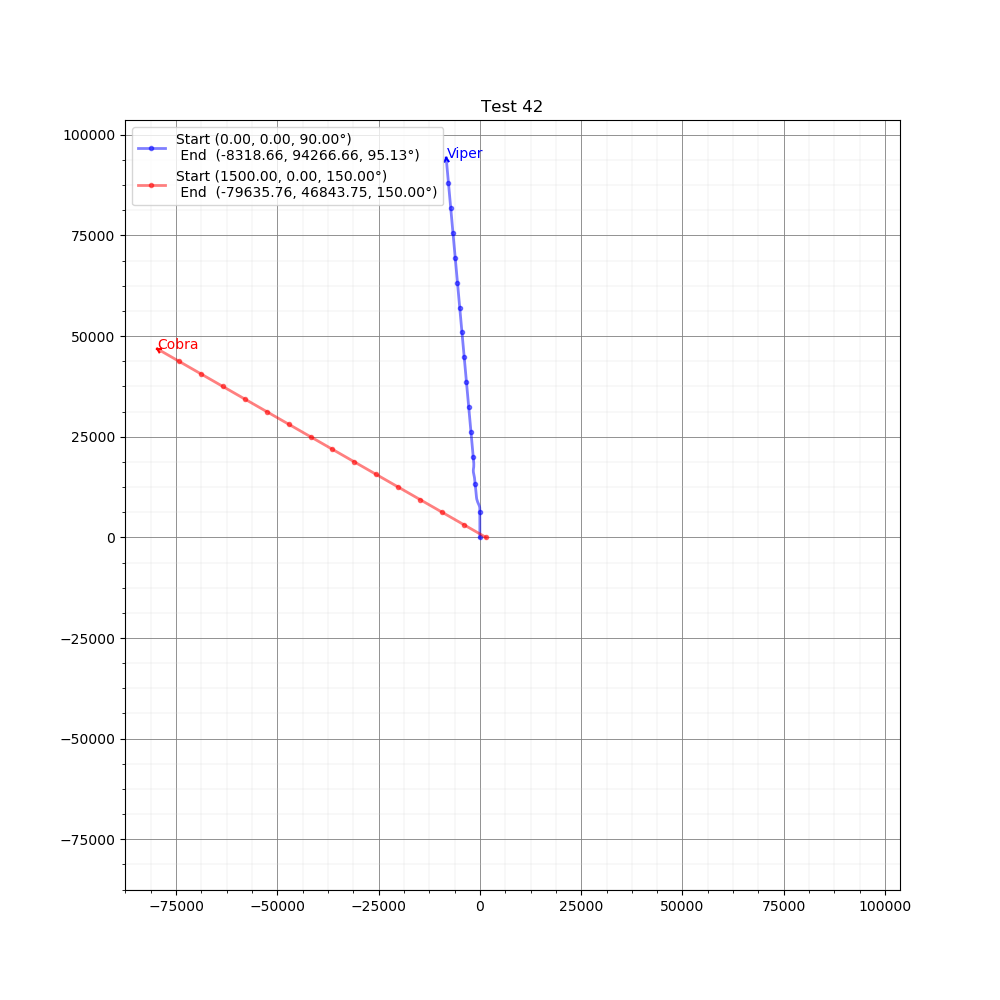 Test 42
Start (0.00, 0.00, 90.00°)
End  (-8318.66, 94266.66, 95.13°)
Start (1500.00, 0.00, 150.00°)
End  (-79635.76, 46843.75, 150.00°)
Viper
Cobra
100000
75000
50000
25000
0
−25000
−50000
−75000
−75000
−50000
−25000
0
25000
50000
75000
100000